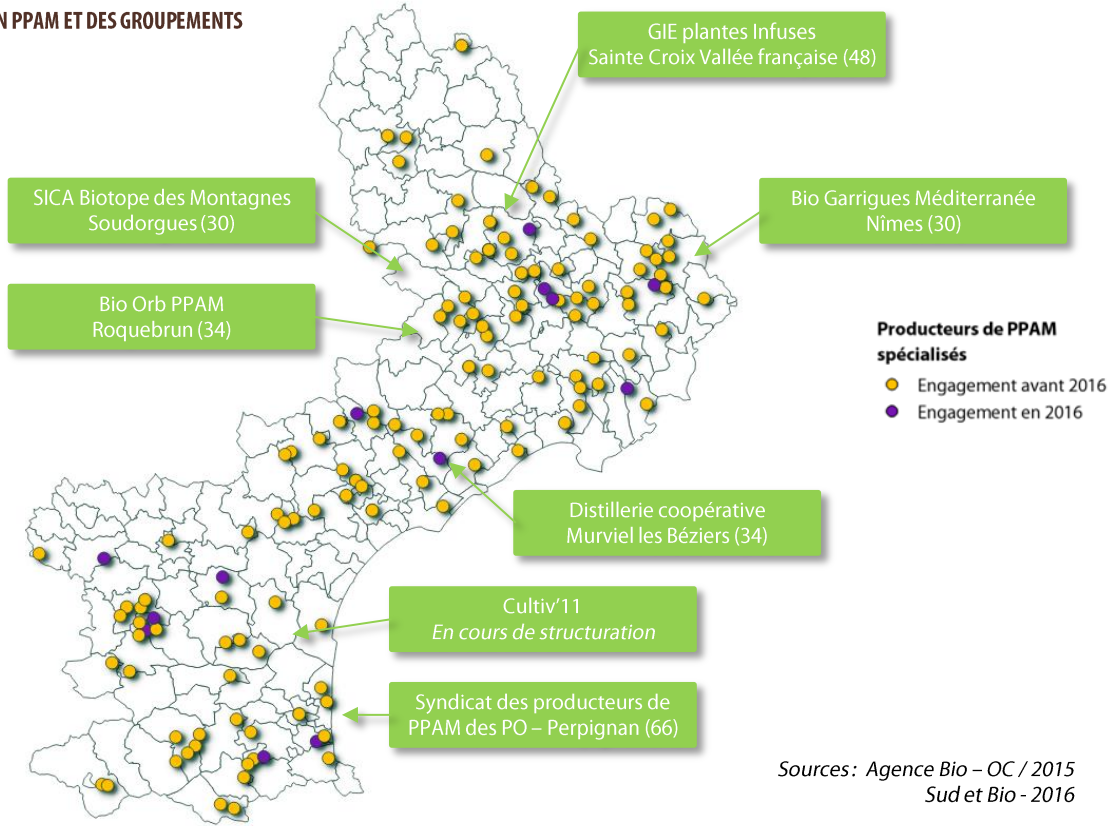 N PPAM ET DES GROUPEMENTS
GIE plantes Infuses
Sainte Croix Vallée française (48)
SICA Biotope des Montagnes
Soudorgues (30)
Bio Garrigues Méditerranée
Nîmes (30)
Bio Orb PPAM
Roquebrun (34)
Producteurs de PPAM
spécialisés
Engagement avant 2016
Engagement en 2016
Distillerie coopérative
Murviel les Béziers (34)
Cultiv’11
En cours de structuration
Syndicat des producteurs de
PPAM des PO – Perpignan (66)
Sources : Agence Bio – OC / 2015
Sud et Bio - 2016